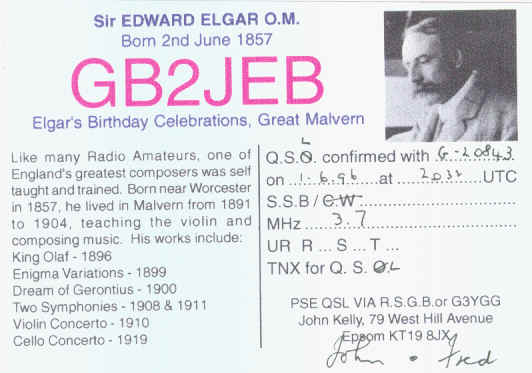 Sir EDWARD ELGAR O.M.
Born 2nd June 1857
GB2JEB
Elgar's Birthday Celebrations, Great Malvern
Like many Radio Amateurs, one of
England's greatest composers was self
taught and trained. Born near Worcester
in 1857, he lived in Malvern from 1891
to 1904, teaching the violin and
composing music. His works include:
King Olaf - 1896
Enigma Variations - 1899
Dream of Gerontius - 1900
Two Symphonies - 1908 & 1911
Violin Concerto - 1910
Cello Concerto - 1919
L
Q.S.O. confirmed with G-20843
on 1.6.96 at 2032 UTC
S.S.B / C.W.
MHz 3.7
UR R ... S ... T ...
TNX for Q. S. L
PSE QSL VIA R.S.G.B. or G3YGG
John Kelly, 79 West Hill Avenue
Epsom KT19 8JX
John • Fred